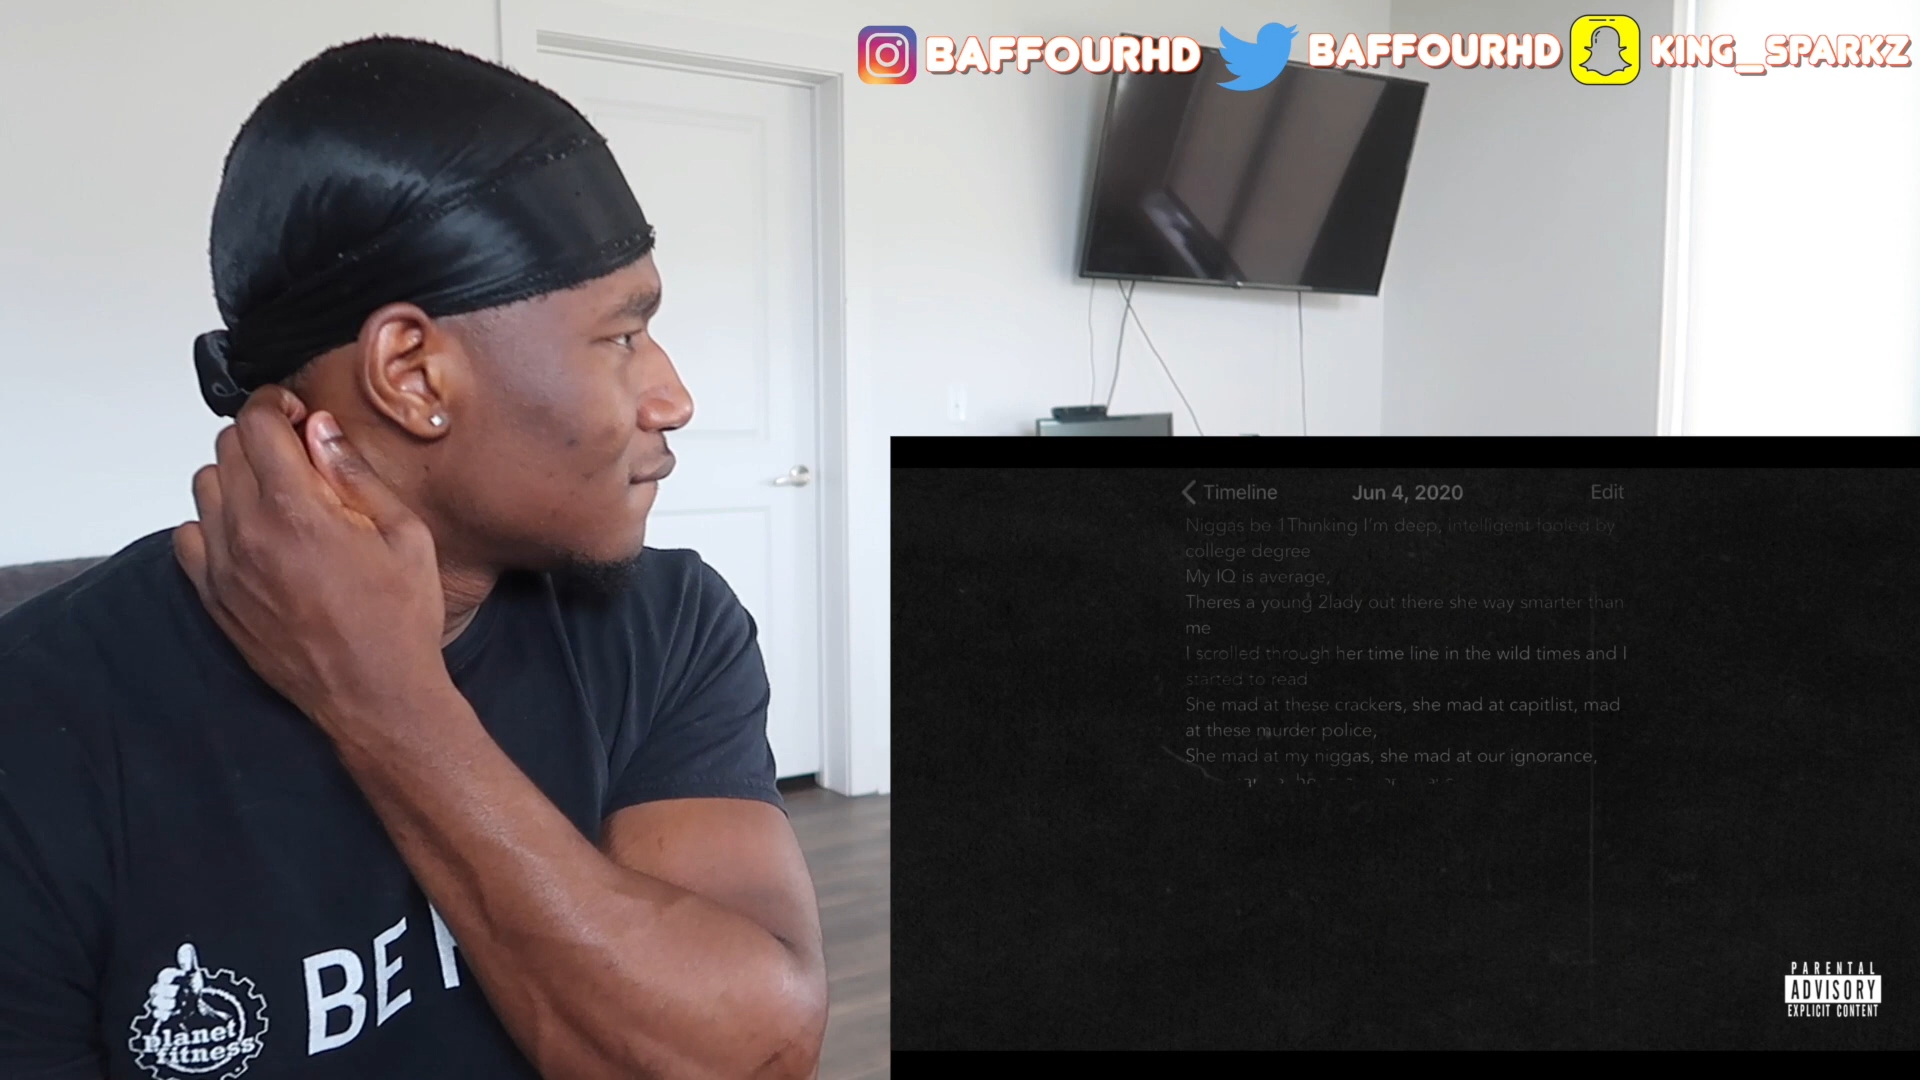 BAFFOURHD
BAFFOURHD
KING_SPARKZ
Timeline
Jun 4, 2020
Edit
Niggas be 1Thinking I'm deep, intelligent fooled by
college degree
My IQ is average,
Theres a young 2lady out there she way smarter than
me
I scrolled through her time line in the wild times and I
started to read
She mad at these crackers, she mad at capitlist, mad
at these murder police,
She mad at my niggas, she mad at our ignorance,
BE
planet
fitness
PARENTAL
ADVISORY
EXPLICIT CONTENT